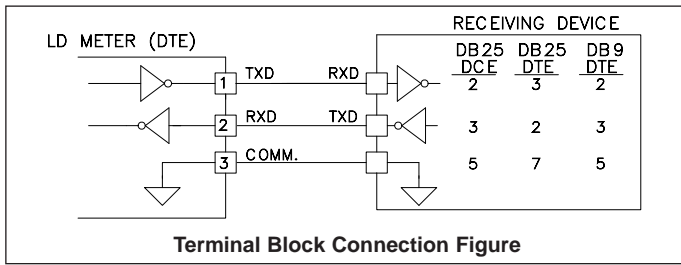 RECEIVING DEVICE
LD METER (DTE)
DB25 DB25 DB9
DCE DTE DTE
1 TXD RXD 2 3 2
2 RXD TXD 3 2 3
3 COMM. 5 7 5
Terminal Block Connection Figure